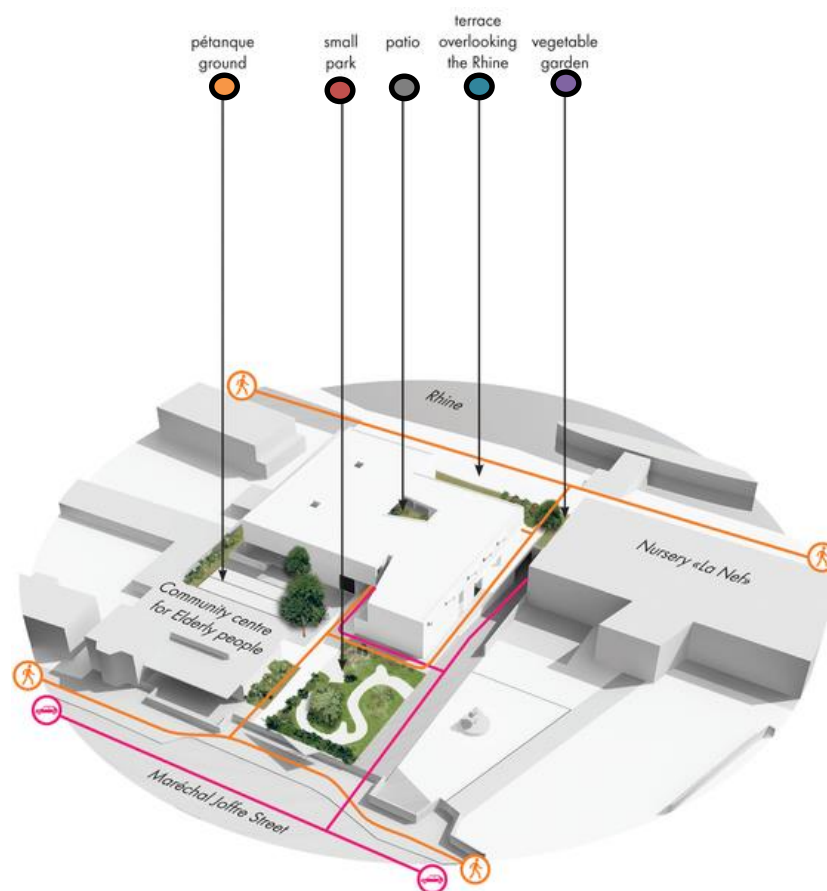 pétanque
ground
small
park
patio
terrace
overlooking
the Rhine
vegetable
garden
Rhine
Nursery «La Nef»
Community centre
for Elderly people
Maréchal Joffre Street